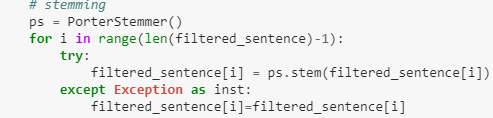 # stemming
ps = PorterStemmer()
for i in range(len(filtered_sentence)-1):
try:
filtered_sentence[i] = ps.stem(filtered_sentence[i])
except Exception as inst:
filtered_sentence[i]=filtered_sentence[i]